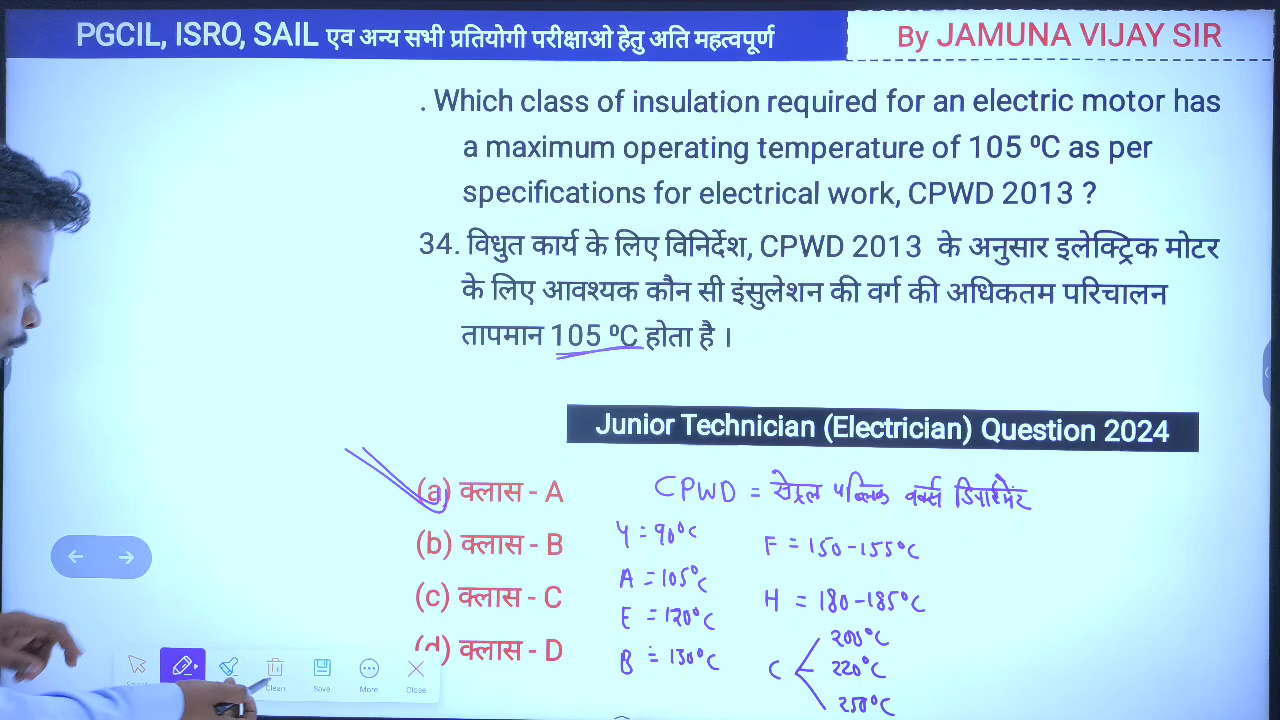 PGCIL, ISRO, SAIL एव अन्य सभी प्रतियोगी परीक्षाओ हेतु अति महत्वपूर्ण
By JAMUNA VIJAY SIR
. Which class of insulation required for an electric motor has
a maximum operating temperature of 105 ⁰C as per
specifications for electrical work, CPWD 2013 ?
34. विधुत कार्य के लिए विनिर्देश, CPWD 2013 के अनुसार इलेक्ट्रिक मोटर
के लिए आवश्यक कौन सी इंसुलेशन की वर्ग की अधिकतम परिचालन
तापमान 105 ⁰C होता है ।
Junior Technician (Electrician) Question 2024
(a) क्लास - A
(b) क्लास - B
(c) क्लास - C
(d) क्लास - D
CPWD = सेंट्रल पब्लिक वर्क्स डिपार्टमेंट
Y = 90°C
A = 105°C
E = 120°C
B = 130°C
F = 150-155°C
H = 180-185°C
C
200°C
220°C
250°C
Clean
Save
More
Close